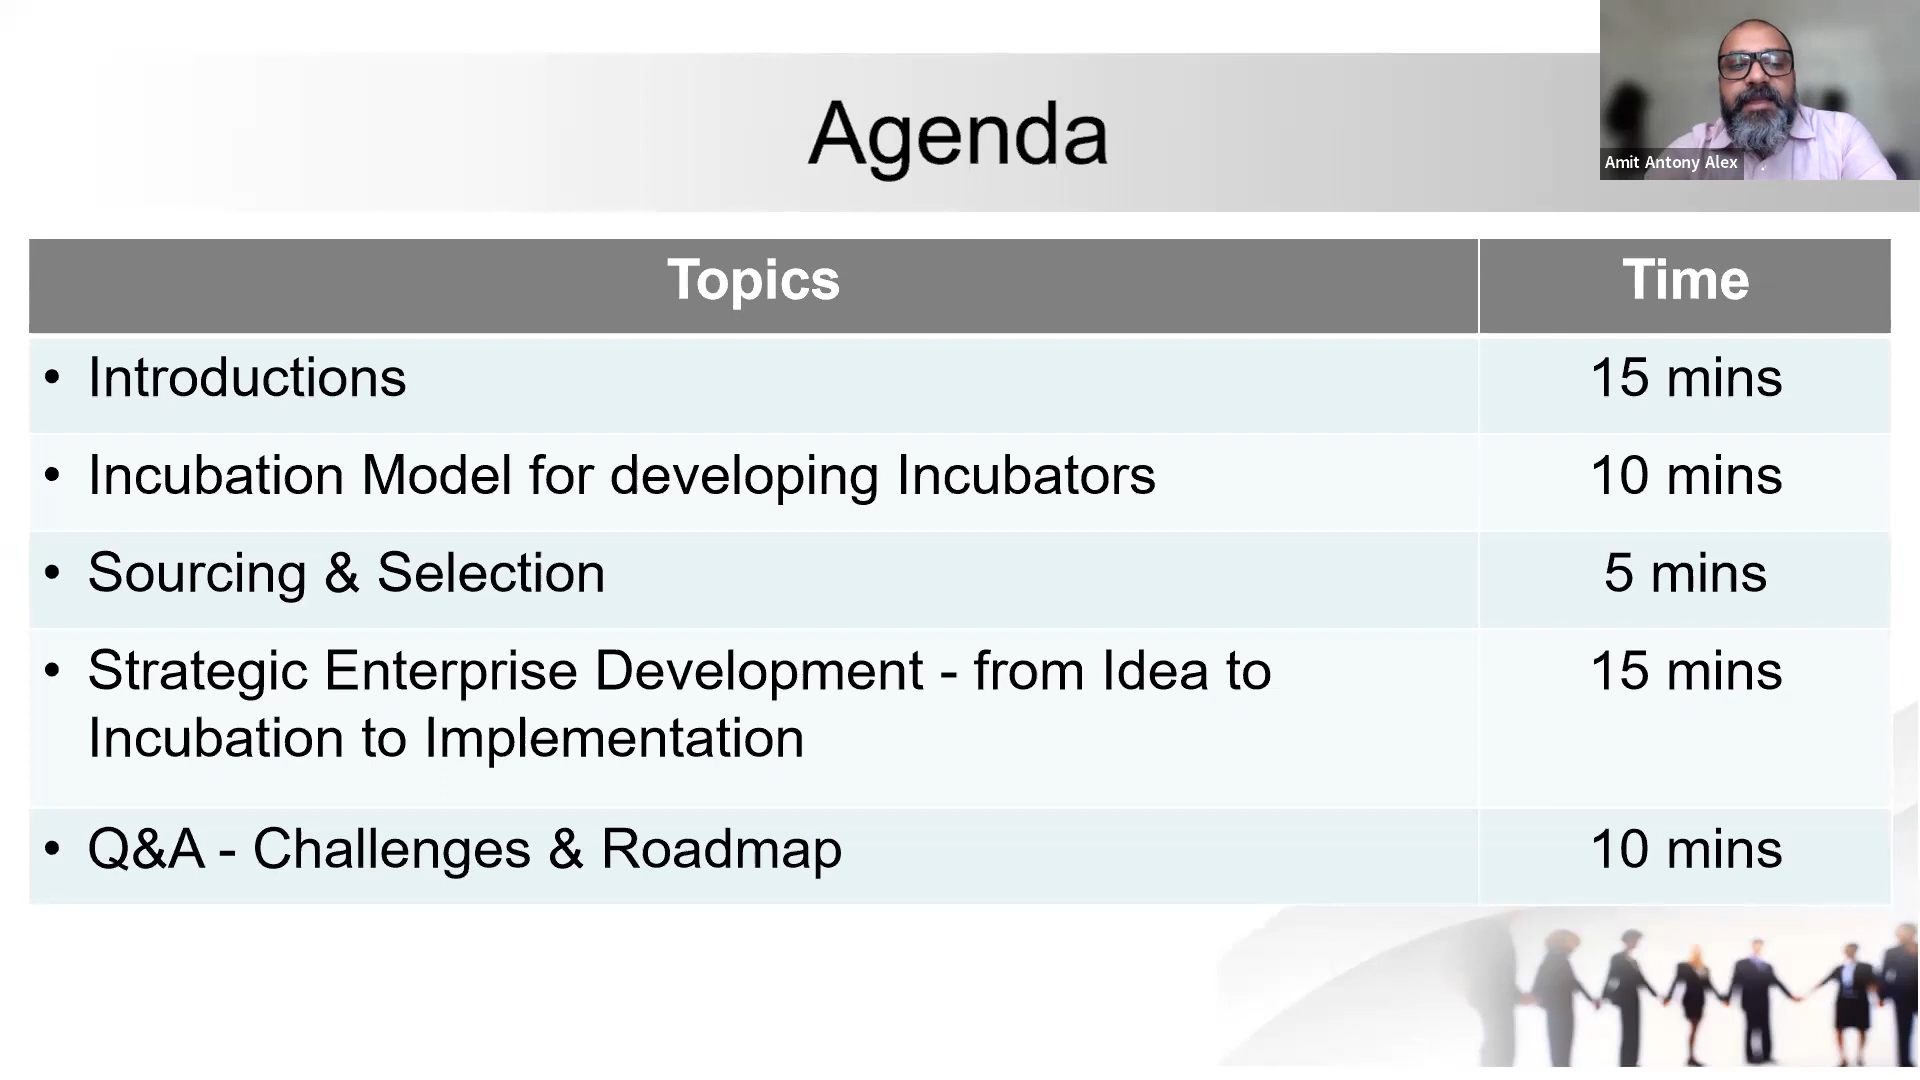 Agenda
Amit Antony Alex
Topics Time
• Introductions 15 mins
• Incubation Model for developing Incubators 10 mins
• Sourcing & Selection 5 mins
• Strategic Enterprise Development - from Idea to 15 mins
Incubation to Implementation
• Q&A - Challenges & Roadmap 10 mins